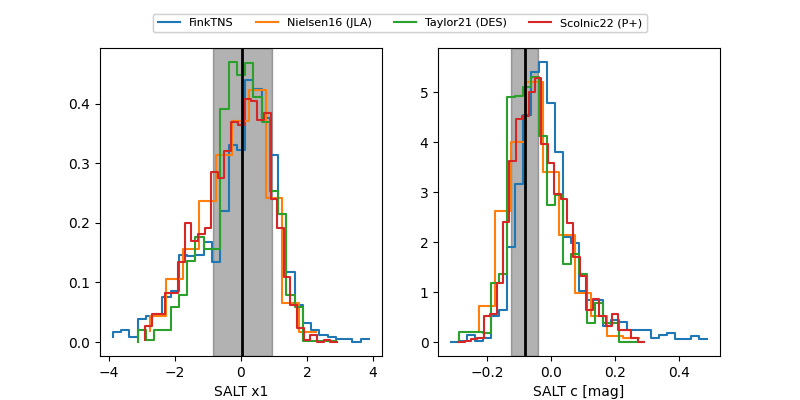 FinkTNS Nielsen16 (JLA) Taylor21 (DES) Scolnic22 (P+)
0.4
0.3
0.2
0.1
0.0
−4 −2 0 2 4
SALT x1
5
4
3
2
1
0
−0.2 0.0 0.2 0.4
SALT c [mag]